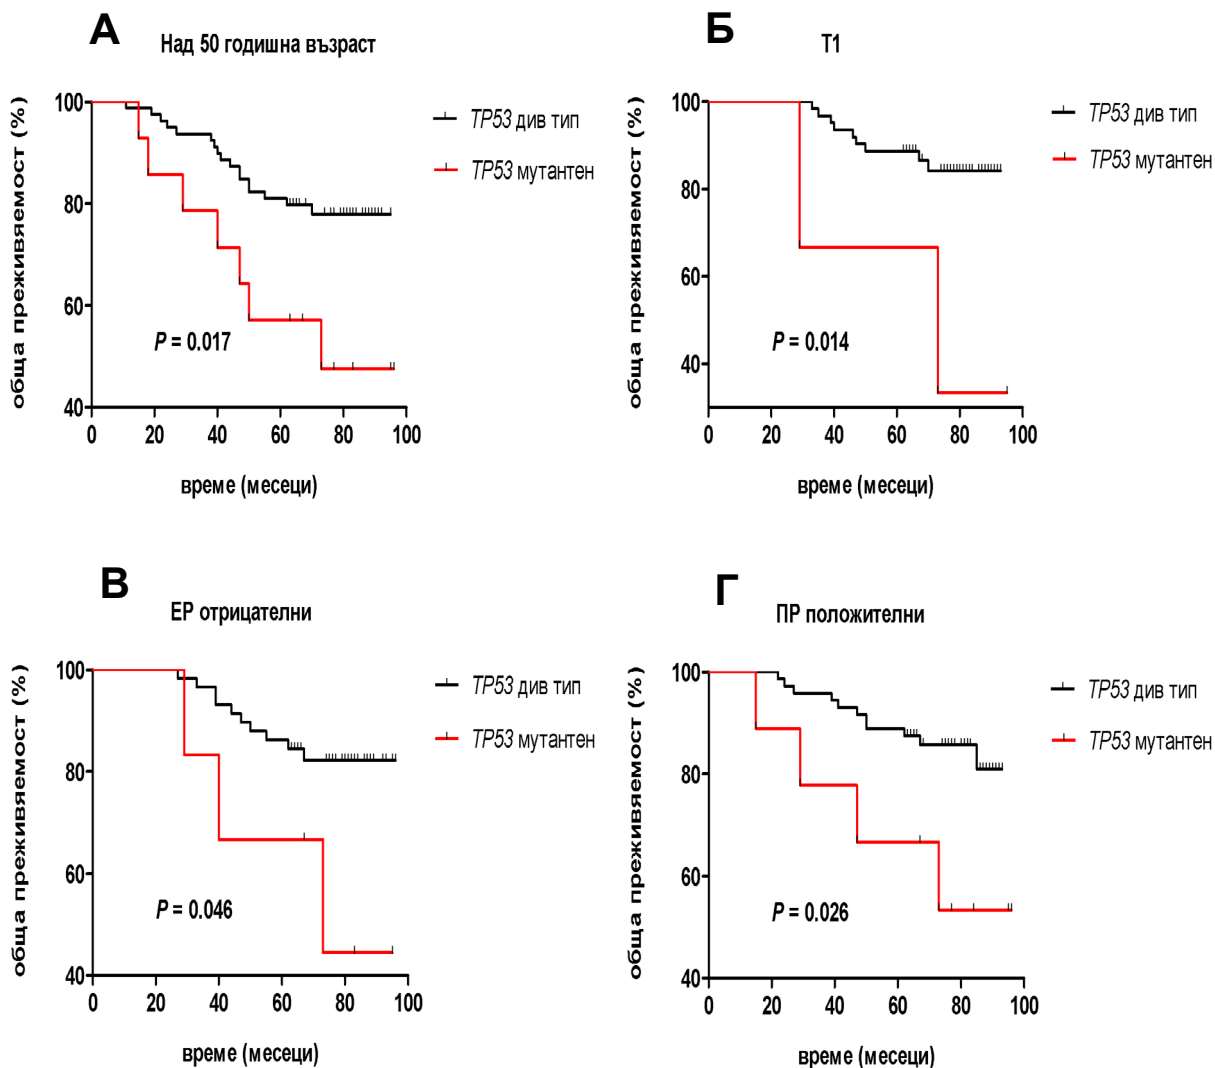 А
Над 50 годишна възраст
обща преживяемост (%)
100
80
60
40
0 20 40 60 80 100
време (месеци)
P = 0.017
TP53 див тип
TP53 мутантен
Б
T1
обща преживяемост (%)
100
80
60
40
0 20 40 60 80 100
време (месеци)
P = 0.014
TP53 див тип
TP53 мутантен
В
ЕР отрицателни
обща преживяемост (%)
100
80
60
40
0 20 40 60 80 100
време (месеци)
P = 0.046
TP53 див тип
TP53 мутантен
Г
ПР положителни
обща преживяемост (%)
100
80
60
40
0 20 40 60 80 100
време (месеци)
P = 0.026
TP53 див тип
TP53 мутантен